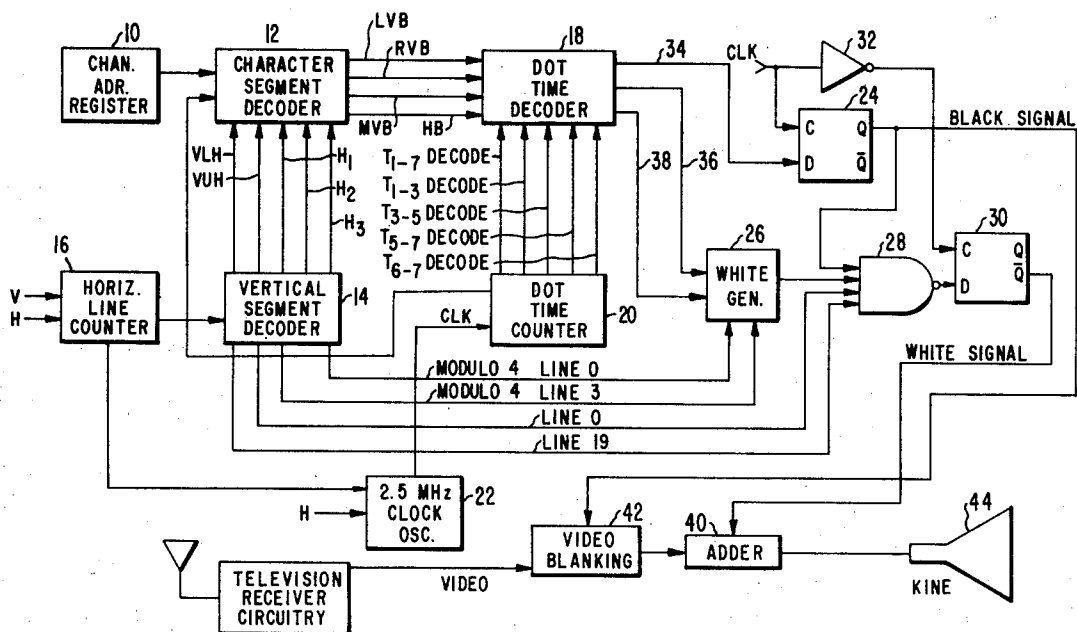 10
CHAN.
ADR.
REGISTER
12
CHARACTER
SEGMENT
DECODER
LVB
RVB
MVB
HB
18
DOT
TIME
DECODER
34
36
38
CLK
32
24
C Q
D Q̅
BLACK SIGNAL
VLH
VUH
H1
H2
H3
T1-7 DECODE
T1-3 DECODE
T3-5 DECODE
T5-7 DECODE
T6-7 DECODE
16
V
H
HORIZ.
LINE
COUNTER
VERTICAL
SEGMENT
DECODER
14
CLK
DOT
TIME
COUNTER
20
26
WHITE
GEN.
28
30
C Q
D Q̅
WHITE SIGNAL
MODULO 4 LINE 0
MODULO 4 LINE 3
LINE 0
LINE 19
H
2.5 MHz
CLOCK
OSC.
22
TELEVISION
RECEIVER
CIRCUITRY
VIDEO
42
VIDEO
BLANKING
40
ADDER
44
KINE